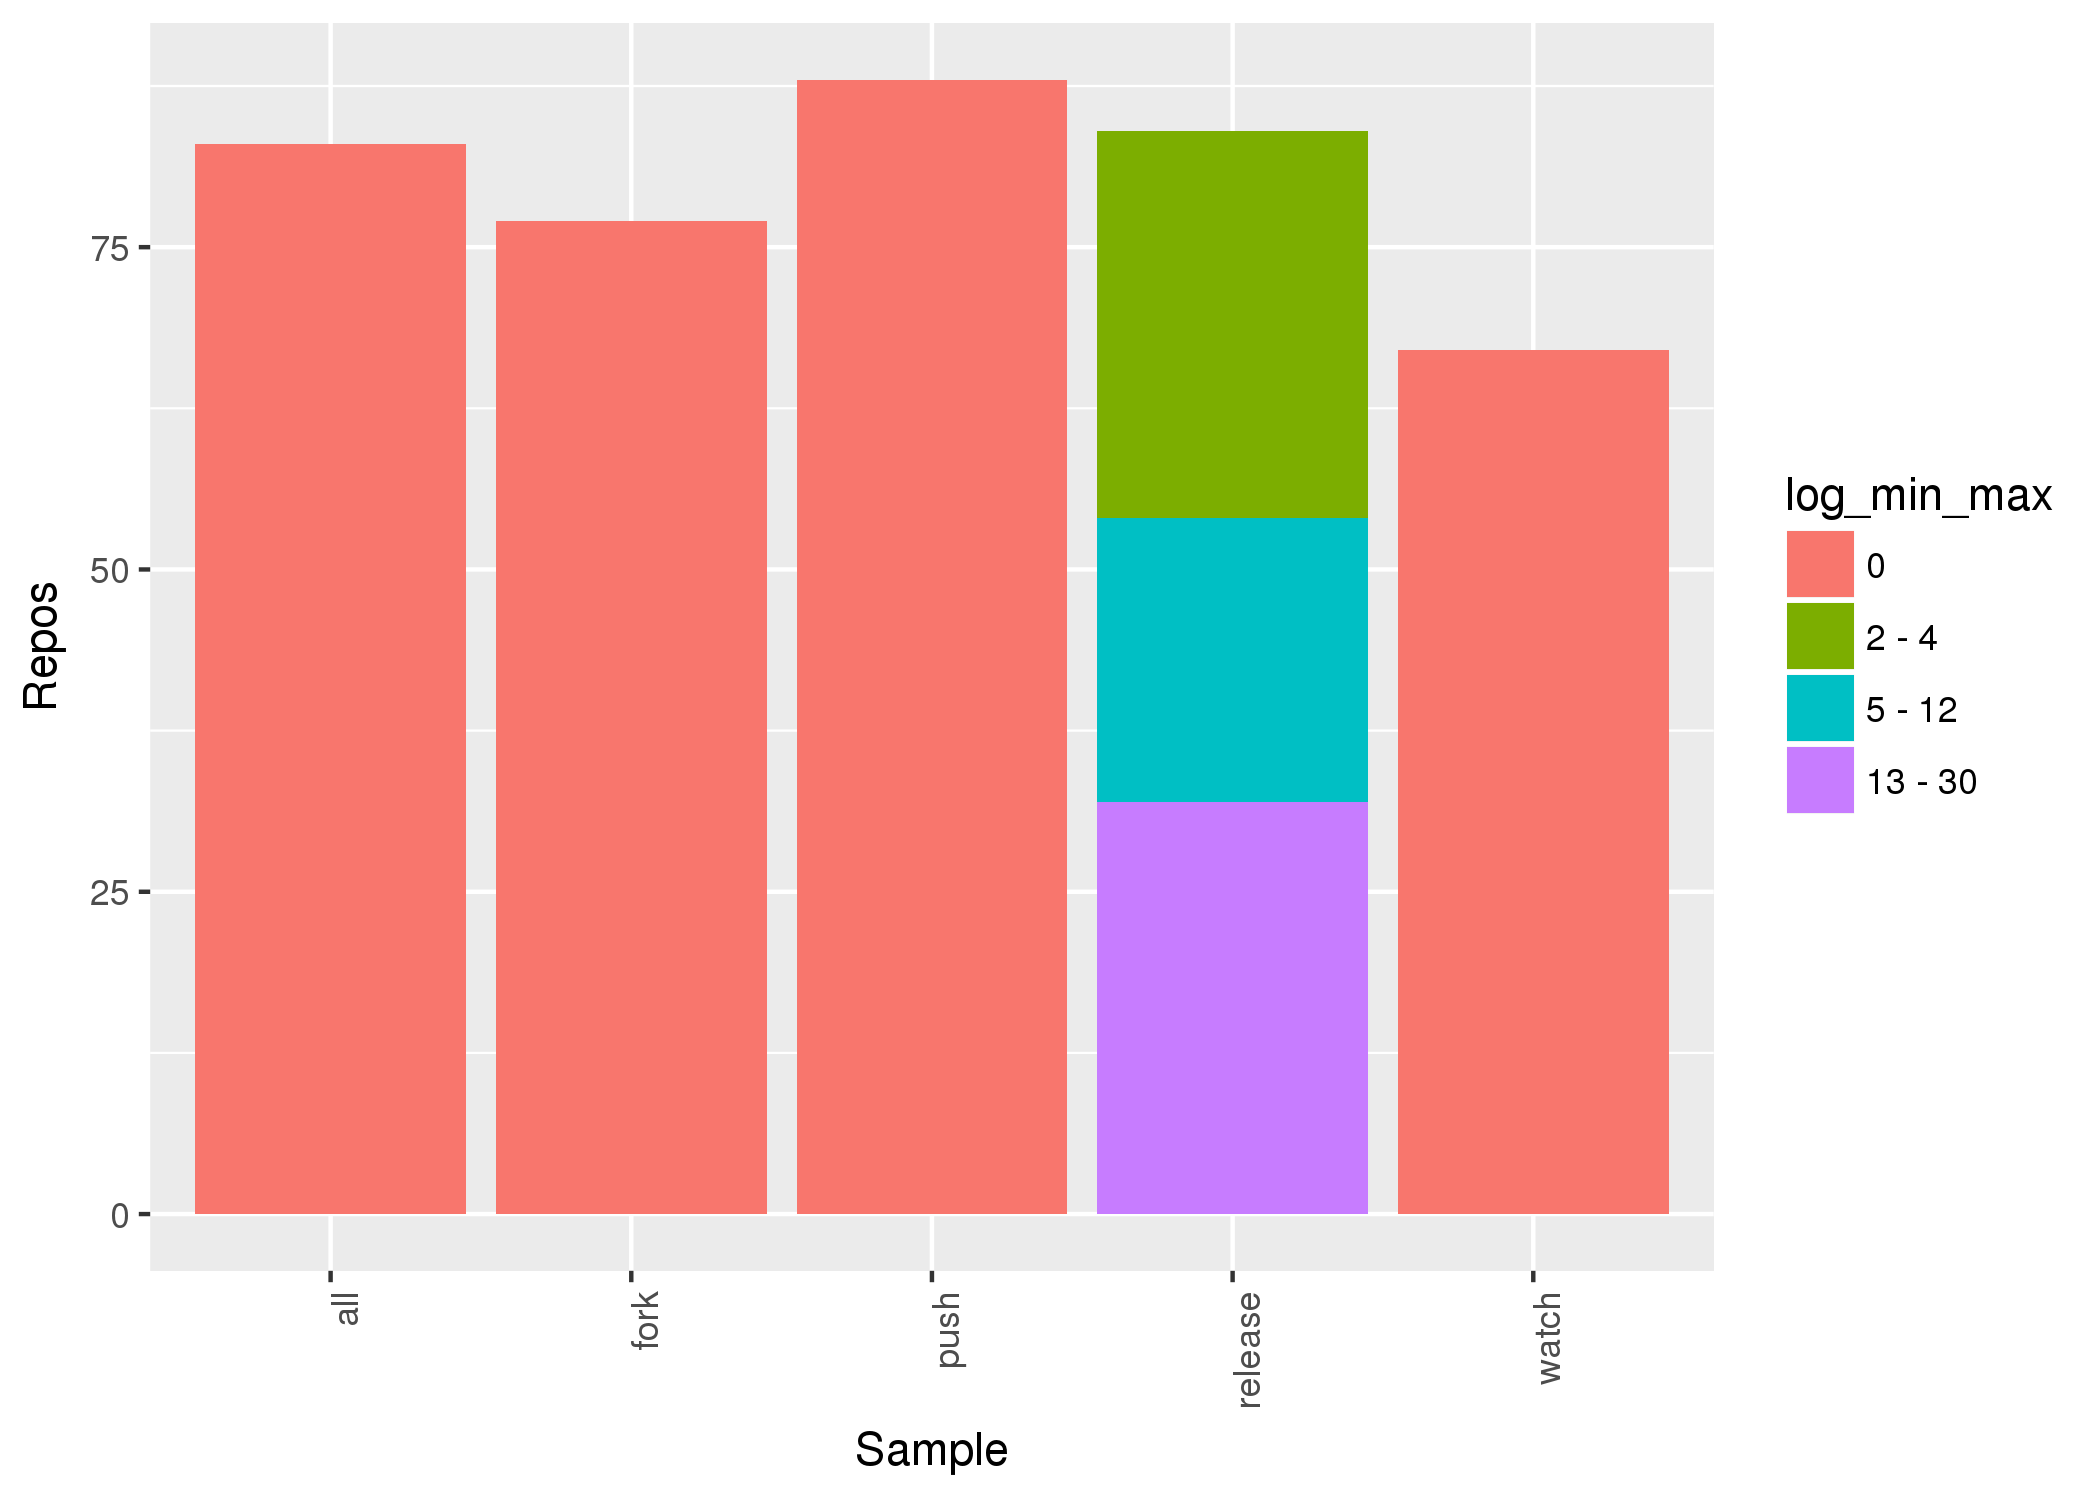 Repos
75
50
25
0
all
fork
push
release
watch
Sample
log_min_max
0
2 - 4
5 - 12
13 - 30